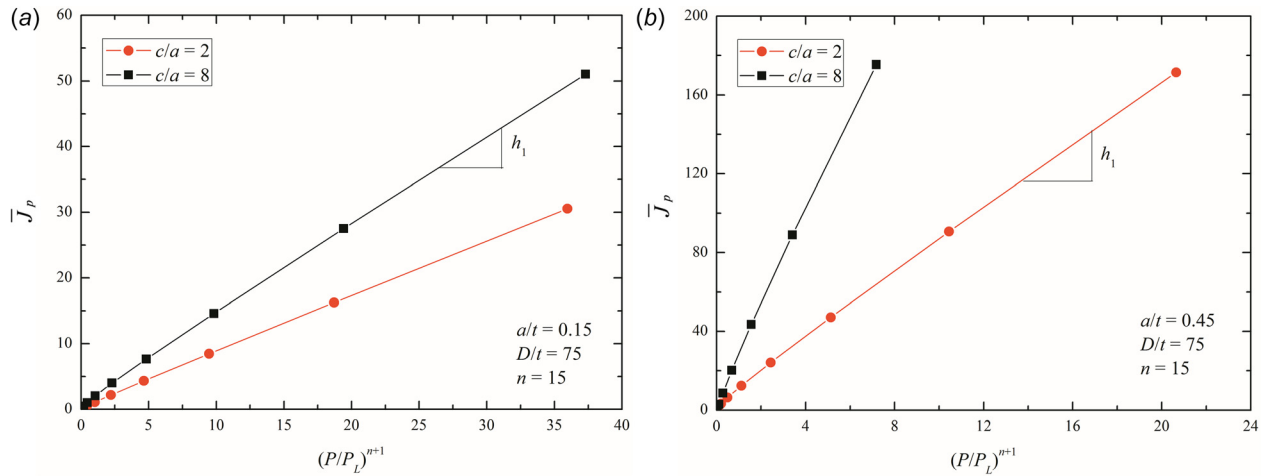 (a)
60
50
40
30
20
10
0
J̅ₚ
c/a = 2
c/a = 8
h₁
a/t = 0.15
D/t = 75
n = 15
0 5 10 15 20 25 30 35 40
(P/P_L)ⁿ⁺¹
(b)
200
160
120
80
40
0
J̅ₚ
c/a = 2
c/a = 8
h₁
a/t = 0.45
D/t = 75
n = 15
0 4 8 12 16 20 24
(P/P_L)ⁿ⁺¹